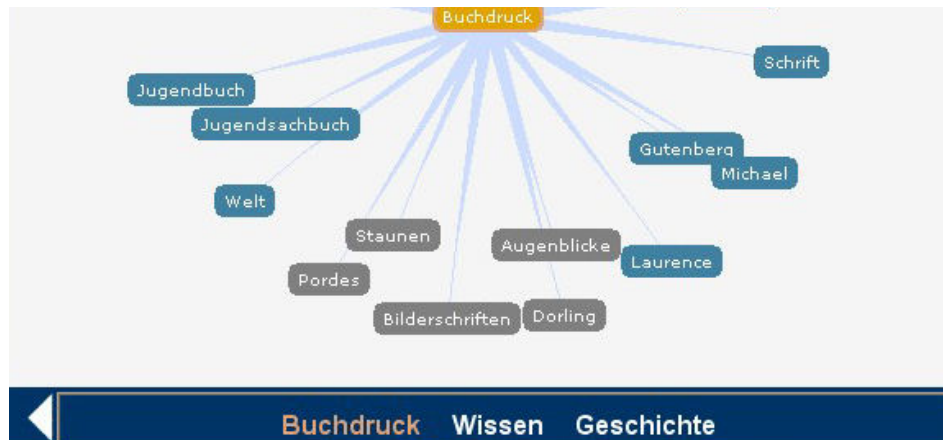 Buchdruck
Schrift
Jugendbuch
Jugendsachbuch
Gutenberg
Michael
Welt
Staunen
Augenblicke
Laurence
Pordes
Bilderschriften
Dorling
Buchdruck Wissen Geschichte